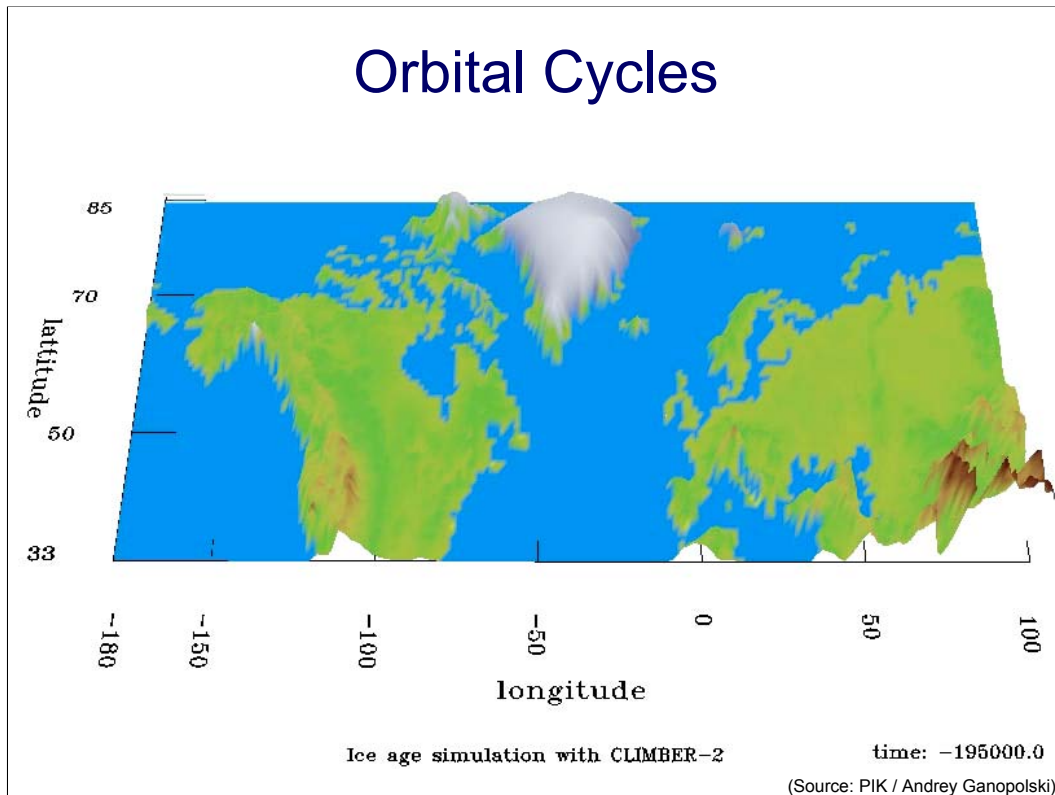 Orbital Cycles
85
70
lattitude
50
33
-180
-150
-100
-50
0
50
100
longitude
Ice age simulation with CLIMBER-2
time: -195000.0
(Source: PIK / Andrey Ganopolski)